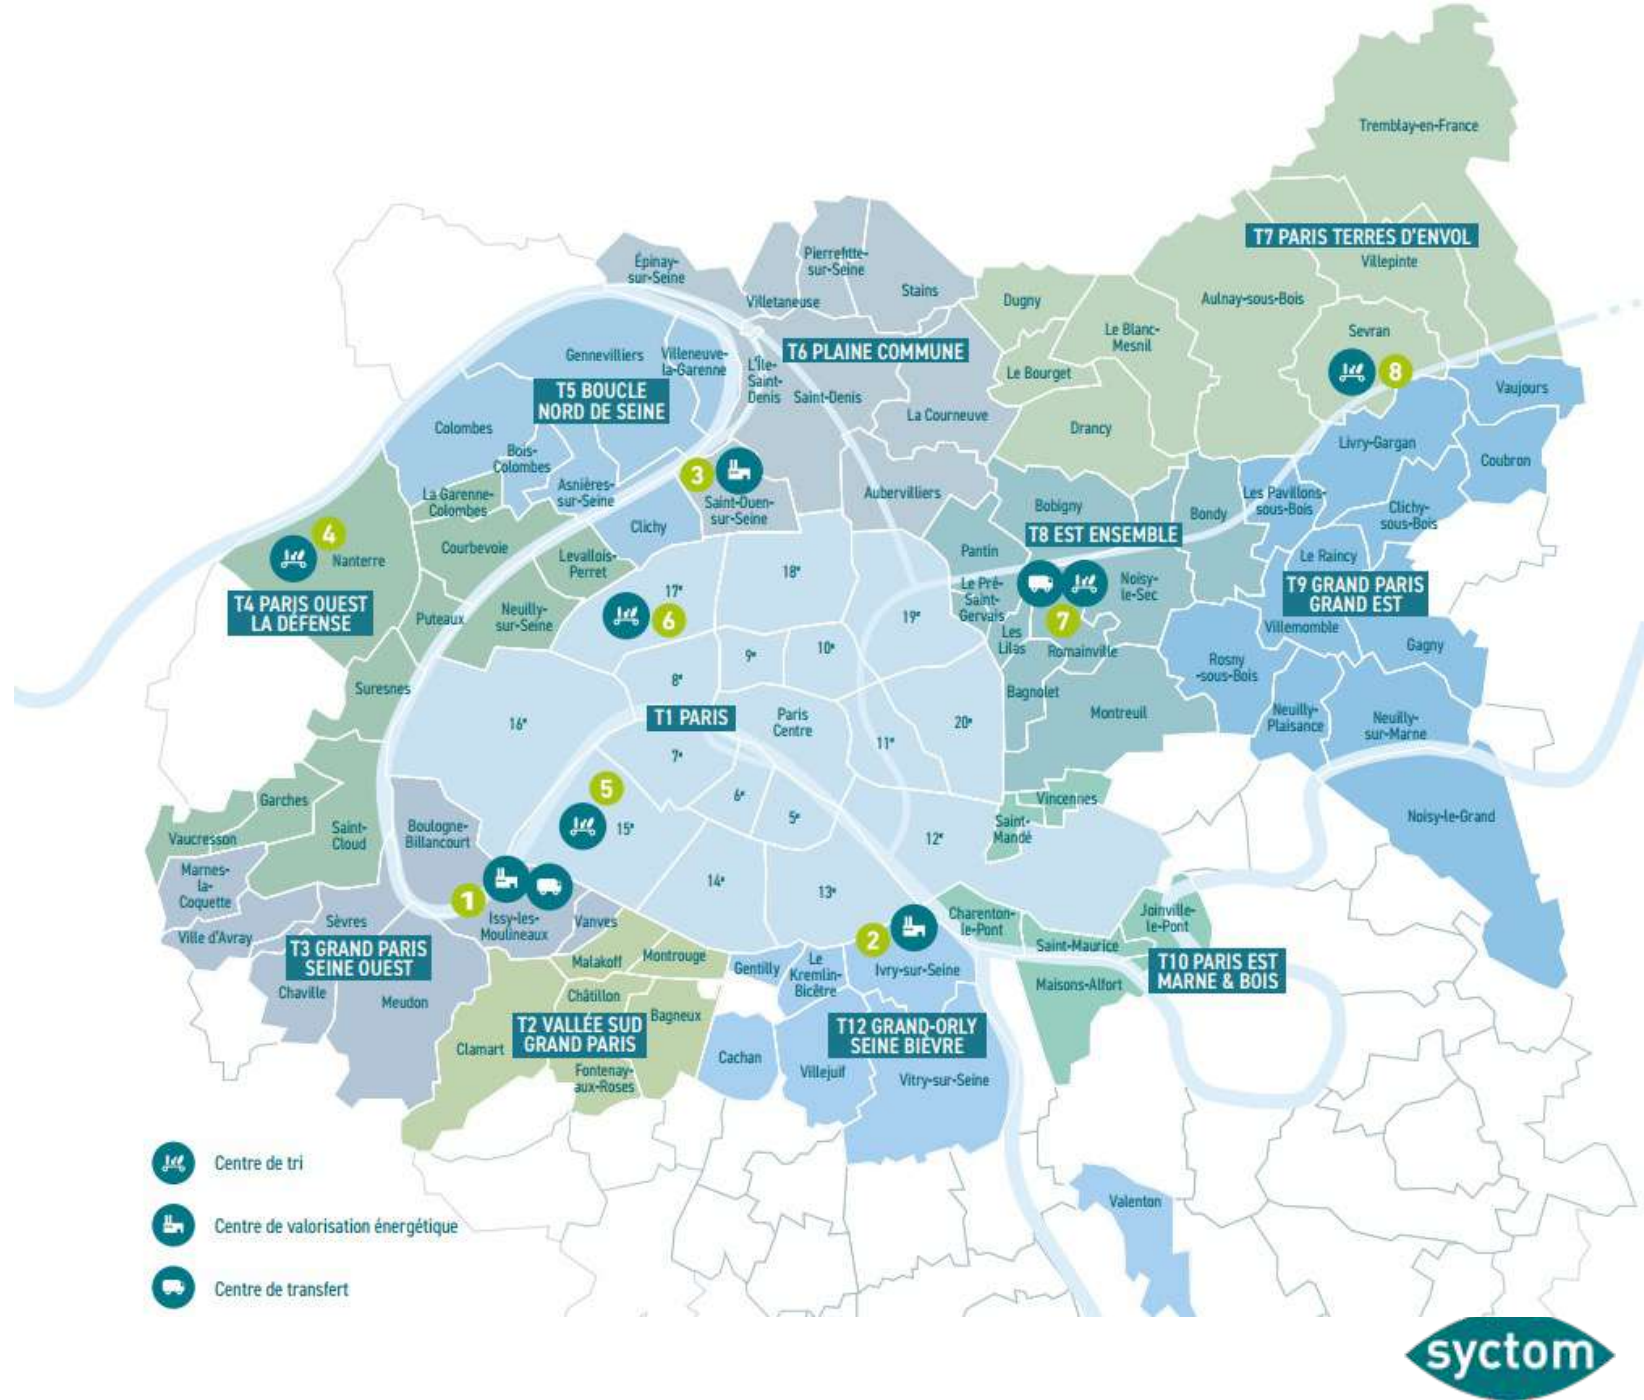 Tremblay-en-France
T7 PARIS TERRES D'ENVOL
Villepinte
Aulnay-sous-Bois
Sevran
8
Épinay-
sur-Seine
Pierrefitte-
sur-Seine
Villetaneuse
Stains
Dugny
Le Blanc-
Mesnil
Le Bourget
Drancy
T6 PLAINE COMMUNE
L'Île-
Saint-
Denis
Saint-Denis
La Courneuve
Aubervilliers
3
Saint-Ouen-
sur-Seine
Gennevilliers
Villeneuve-
la-Garenne
T5 BOUCLE
NORD DE SEINE
Colombes
Bois-
Colombes
Asnières-
sur-Seine
Clichy
La Garenne-
Colombes
4
Nanterre
Courbevoie
Levallois-
Perret
T4 PARIS OUEST
LA DÉFENSE
Puteaux
Neuilly-
sur-Seine
Suresnes
Garches
Vaucresson
Saint-
Cloud
Vaujours
Livry-Gargan
Coubron
Les Pavillons-
sous-Bois
Clichy-
sous-Bois
Le Raincy
T9 GRAND PARIS
GRAND EST
Villemomble
Gagny
Rosny
-sous-Bois
Neuilly-
Plaisance
Neuilly-
sur-Marne
Noisy-le-Grand
Bobigny
Bondy
T8 EST ENSEMBLE
Pantin
Le Pré-
Saint-
Gervais
Noisy-
le-Sec
7
Les
Lilas
Romainville
Bagnolet
Montreuil
17e
6
18e
19e
9e
10e
8e
T1 PARIS
Paris
Centre
16e
11e
20e
7e
5
15e
6e
5e
12e
14e
13e
Vincennes
Saint-
Mandé
Boulogne-
Billancourt
Marnes-
la-
Coquette
1
Issy-les-
Moulineaux
Vanves
Sèvres
Ville d'Avray
T3 GRAND PARIS
SEINE OUEST
Chaville
Meudon
Malakoff
Montrouge
Châtillon
Bagneux
T2 VALLÉE SUD
GRAND PARIS
Clamart
Fontenay-
aux-Roses
Gentilly
Le
Kremlin-
Bicêtre
2
Ivry-sur-Seine
T12 GRAND-ORLY
SEINE BIÈVRE
Cachan
Villejuif
Vitry-sur-Seine
Charenton-
le-Pont
Joinville-
le-Pont
Saint-Maurice
Maisons-Alfort
T10 PARIS EST
MARNE & BOIS
Valenton
Centre de tri
Centre de valorisation énergétique
Centre de transfert
syctom